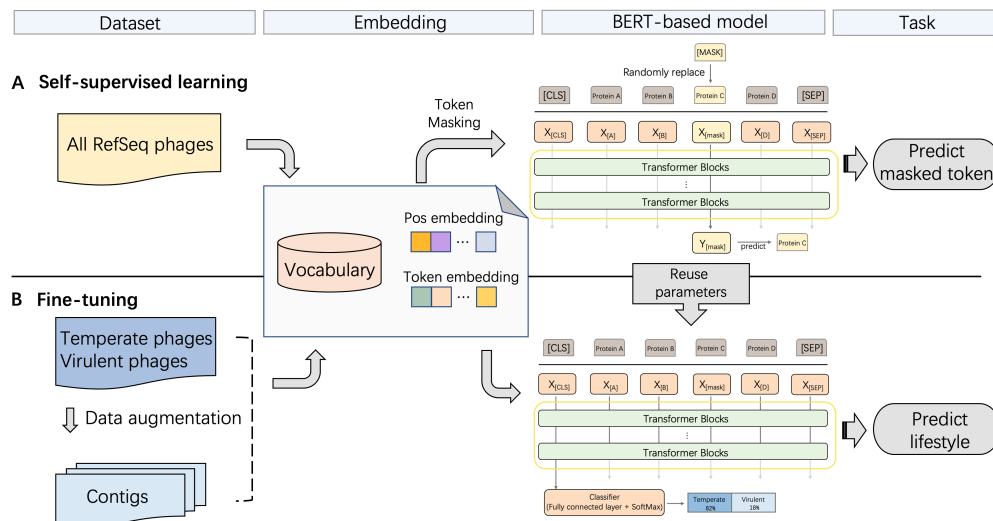 Dataset
Embedding
BERT-based model
Task
A Self-supervised learning
All RefSeq phages
Token
Masking
[MASK]
Randomly replace
[CLS] Protein A Protein B Protein C Protein D [SEP]
X[CLS] X[A] X[B] X[mask] X[D] X[SEP]
Transformer Blocks
⋮
Transformer Blocks
Y[mask] predict Protein C
Predict
masked token
Vocabulary
Pos embedding
...
Token embedding
...
Reuse
parameters
B Fine-tuning
Temperate phages
Virulent phages
Data augmentation
Contigs
[CLS] Protein A Protein B Protein C Protein D [SEP]
X[CLS] X[A] X[B] X[mask] X[D] X[SEP]
Transformer Blocks
⋮
Transformer Blocks
Classifier
(Fully connected layer + SoftMax)
Temperate Virulent
82% 18%
Predict
lifestyle